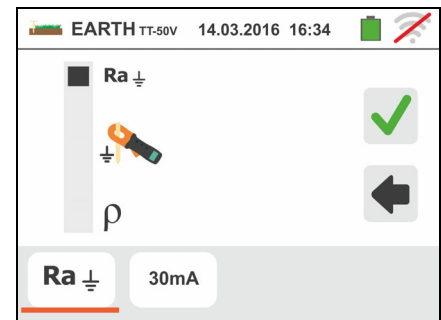 EARTH TT-50V 14.03.2016 16:34
Ra ⏚
⏚
ρ
Ra ⏚ 30mA